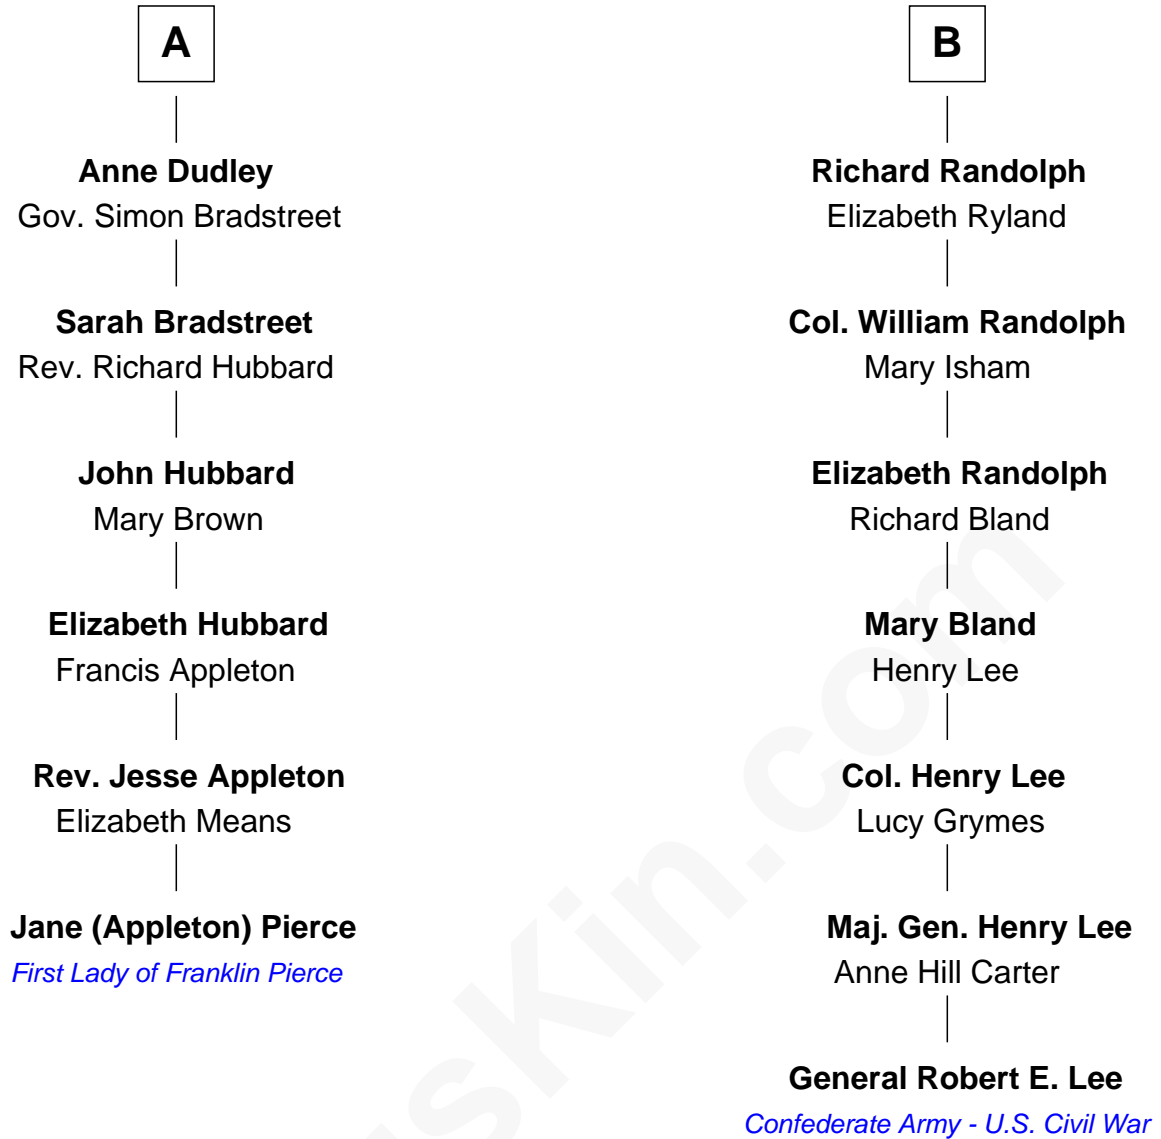 A
Anne Dudley
Gov. Simon Bradstreet
Sarah Bradstreet
Rev. Richard Hubbard
John Hubbard
Mary Brown
Elizabeth Hubbard
Francis Appleton
Rev. Jesse Appleton
Elizabeth Means
Jane (Appleton) Pierce
First Lady of Franklin Pierce
B
Richard Randolph
Elizabeth Ryland
Col. William Randolph
Mary Isham
Elizabeth Randolph
Richard Bland
Mary Bland
Henry Lee
Col. Henry Lee
Lucy Grymes
Maj. Gen. Henry Lee
Anne Hill Carter
General Robert E. Lee
Confederate Army - U.S. Civil War
sKin.com